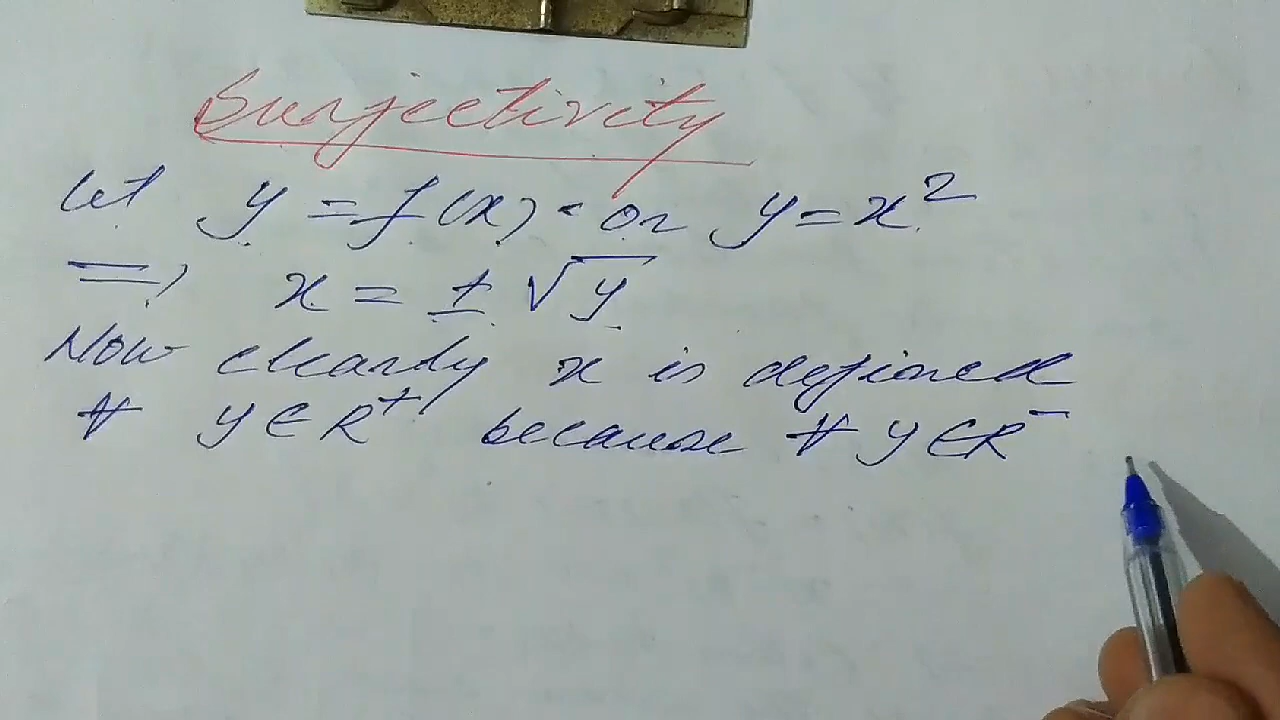 Surjectivity
Let y = f(x) or y = x²
⇒ x = ± √y
Now clearly x is defined
∀ y∈R⁺ because ∀ y∈R⁻